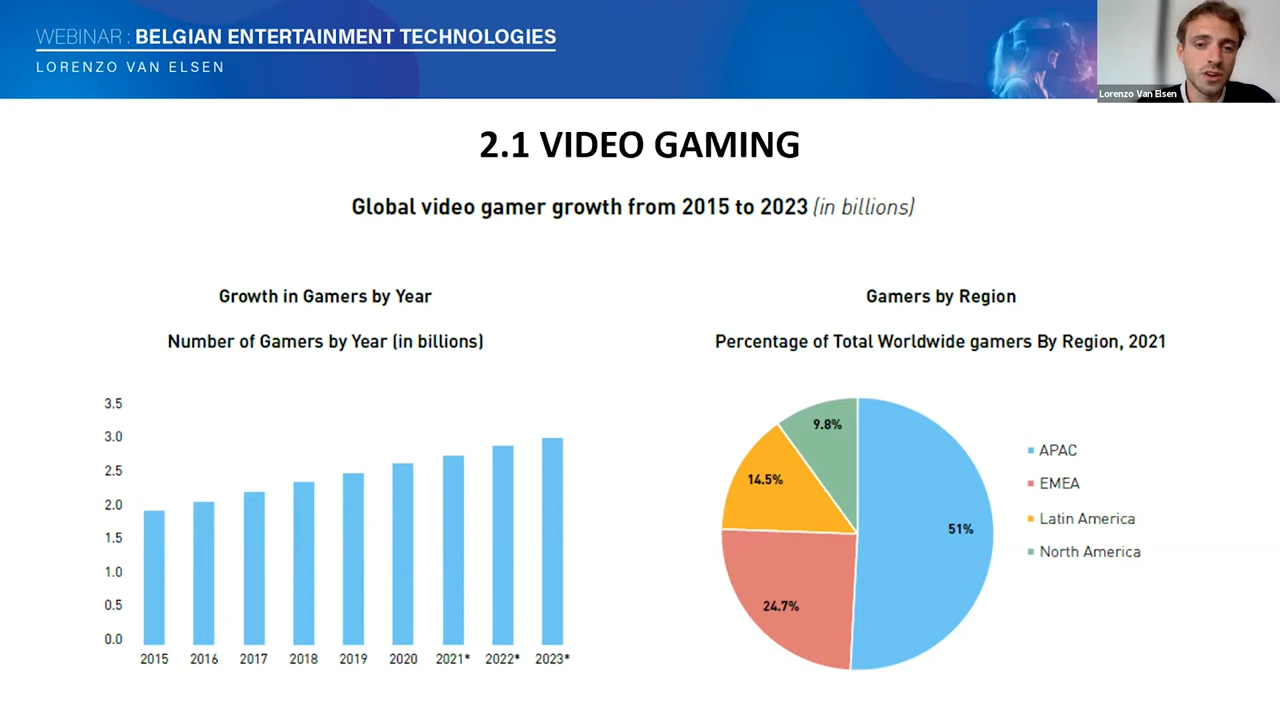 WEBINAR : BELGIAN ENTERTAINMENT TECHNOLOGIES
LORENZO VAN ELSEN
Lorenzo Van Elsen
2.1 VIDEO GAMING
Global video gamer growth from 2015 to 2023 (in billions)
Growth in Gamers by Year
Number of Gamers by Year (in billions)
3.5
3.0
2.5
2.0
1.5
1.0
0.5
0.0
2015 2016 2017 2018 2019 2020 2021* 2022* 2023*
Gamers by Region
Percentage of Total Worldwide gamers By Region, 2021
9.8%
14.5%
51%
24.7%
APAC
EMEA
Latin America
North America